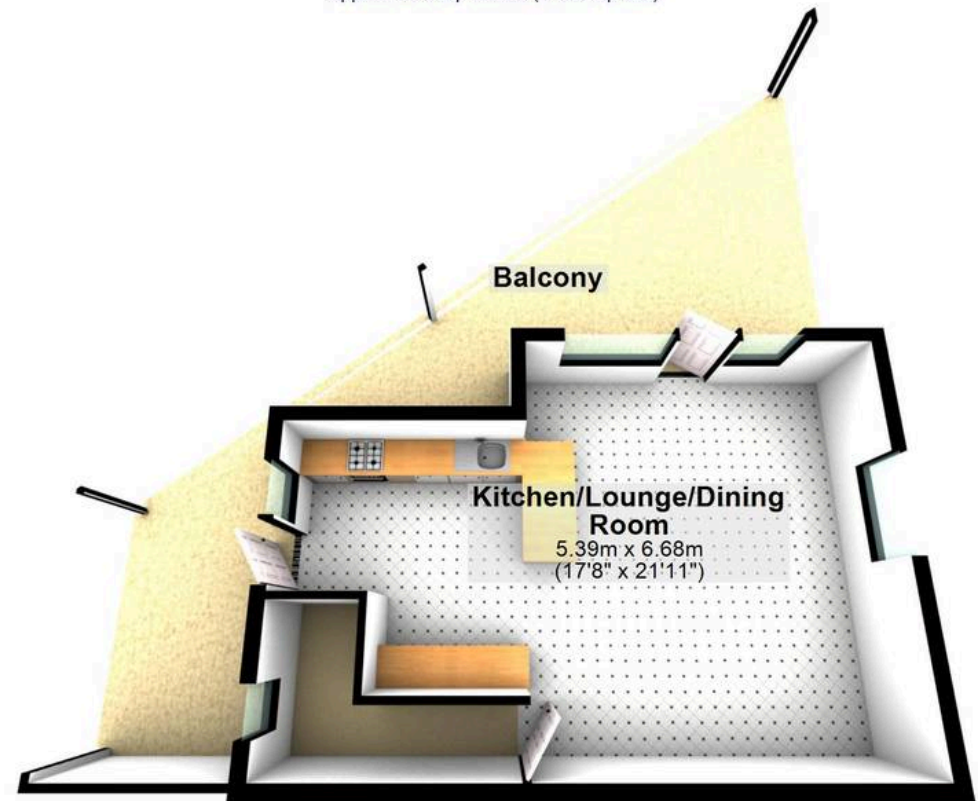 Balcony
Kitchen/Lounge/Dining
Room
5.39m x 6.68m
(17'8" x 21'11")